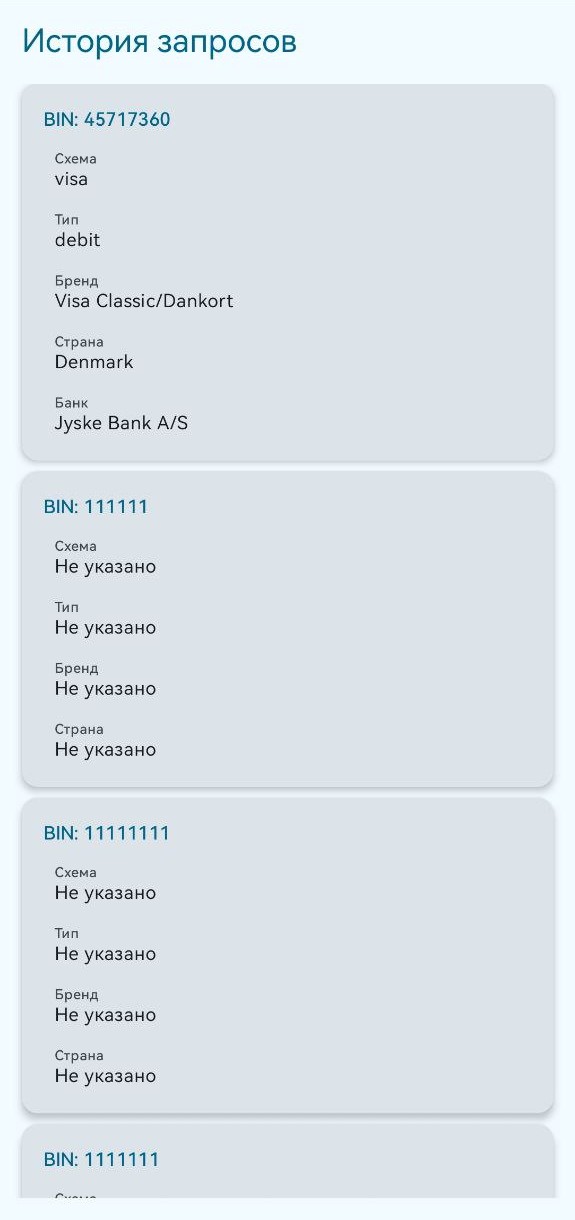 История запросов
BIN: 45717360
Схема
visa
Тип
debit
Бренд
Visa Classic/Dankort
Страна
Denmark
Банк
Jyske Bank A/S
BIN: 111111
Схема
Не указано
Тип
Не указано
Бренд
Не указано
Страна
Не указано
BIN: 11111111
Схема
Не указано
Тип
Не указано
Бренд
Не указано
Страна
Не указано
BIN: 1111111